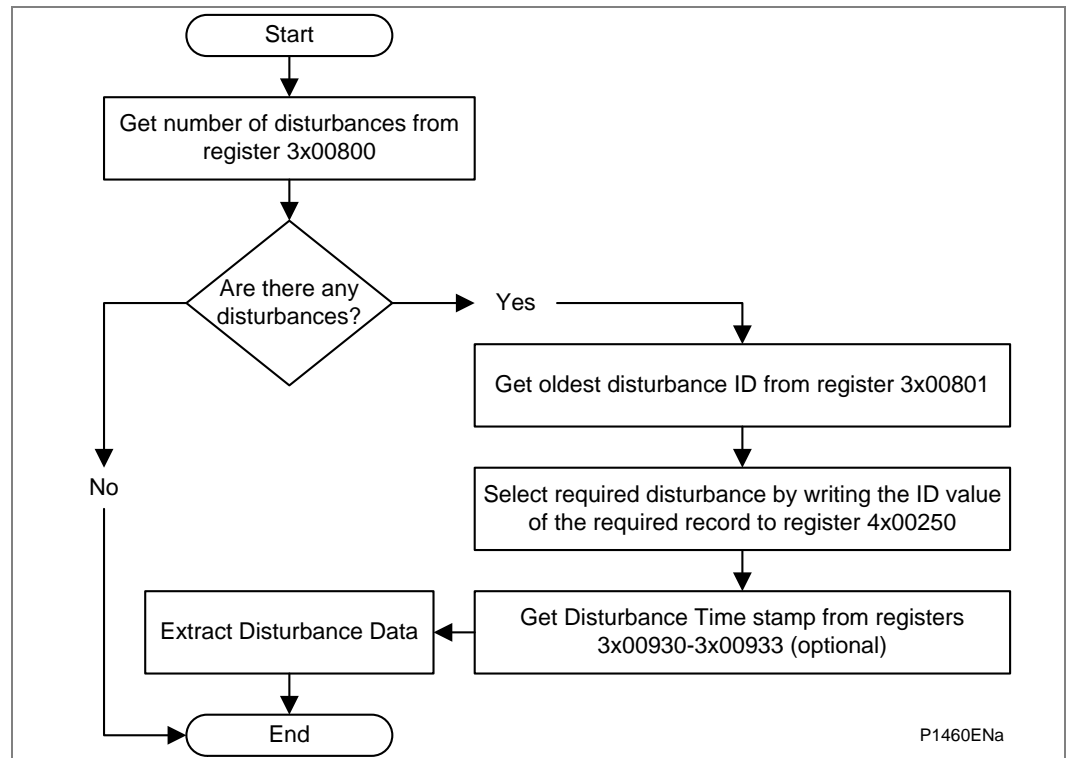 Start
Get number of disturbances from
register 3x00800
Are there any
disturbances?
Yes
Get oldest disturbance ID from register 3x00801
No
Select required disturbance by writing the ID value
of the required record to register 4x00250
Get Disturbance Time stamp from registers
3x00930-3x00933 (optional)
Extract Disturbance Data
End
P1460ENa